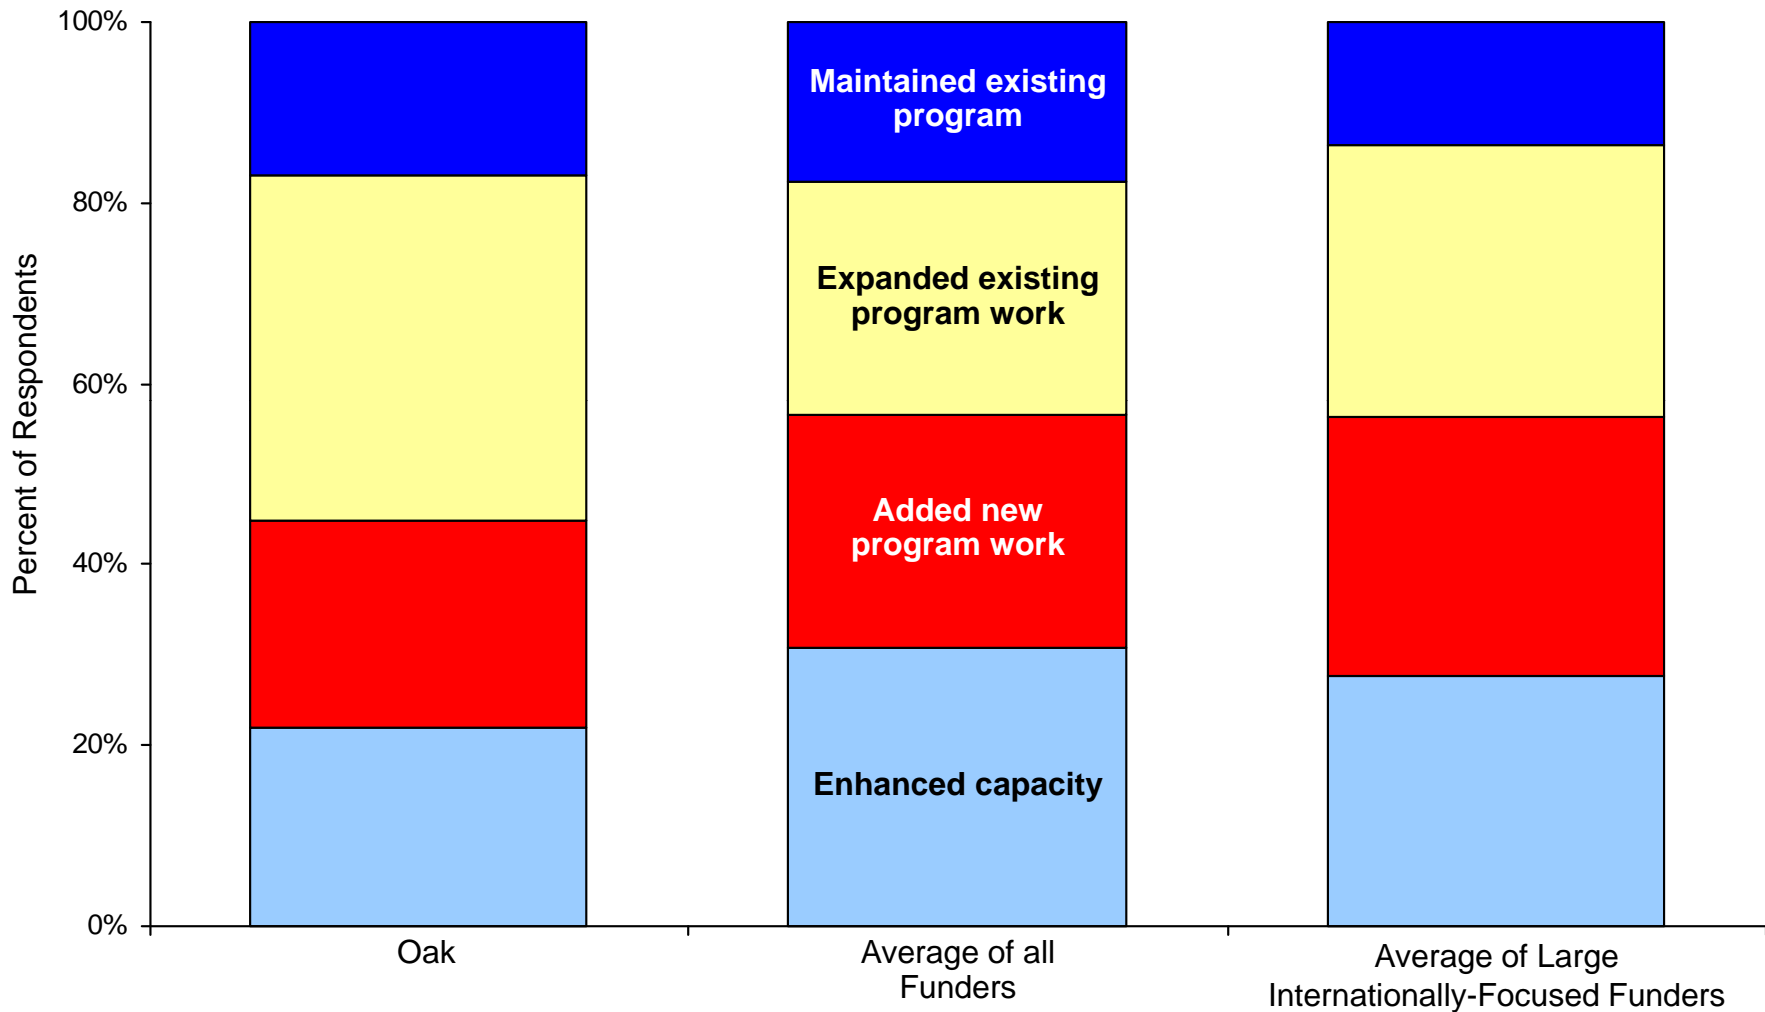 100%
80%
60%
40%
20%
0%
Percent of Respondents
Maintained existing
program
Expanded existing
program work
Added new
program work
Enhanced capacity
Oak
Average of all
Funders
Average of Large
Internationally-Focused Funders